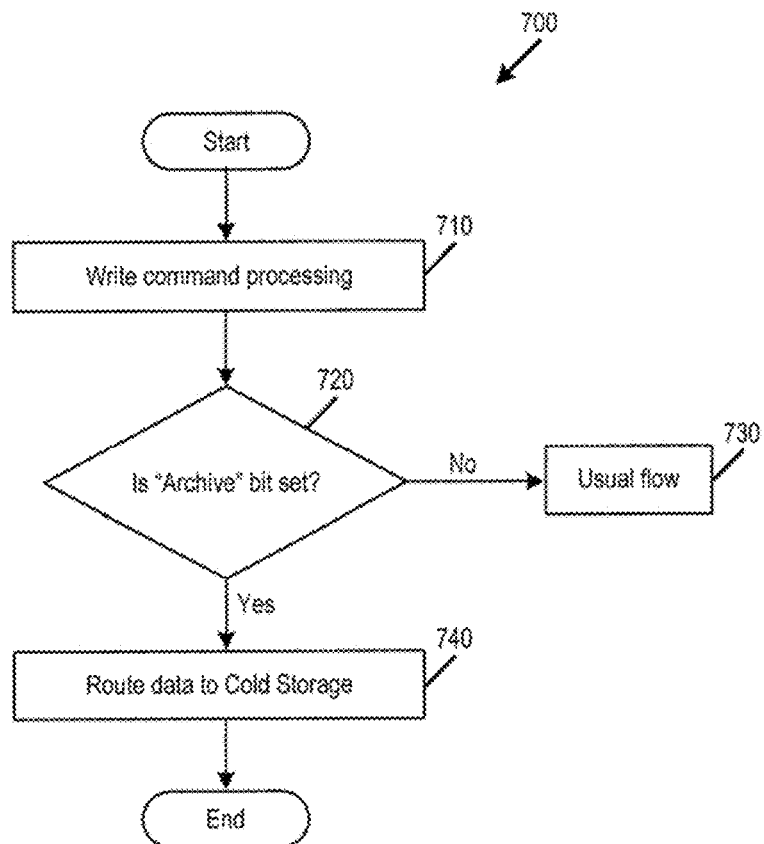 700
Start
710
Write command processing
720
Is "Archive" bit set?
No
730
Usual flow
Yes
740
Route data to Cold Storage
End